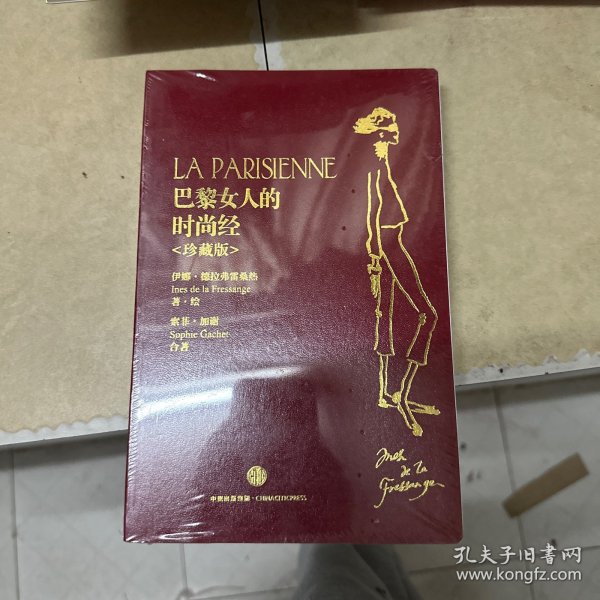 LA PARISIENNE
巴黎女人的
时尚经
<珍藏版>
伊娜·德拉弗雷桑热
Ines de la Fressange
著·绘
索菲·加谢
Sophie Gachet
合著
Ines
de la
Fressange
中信出版集团·CHINACITICPRESS
孔夫子旧书网
www.kongfz.com